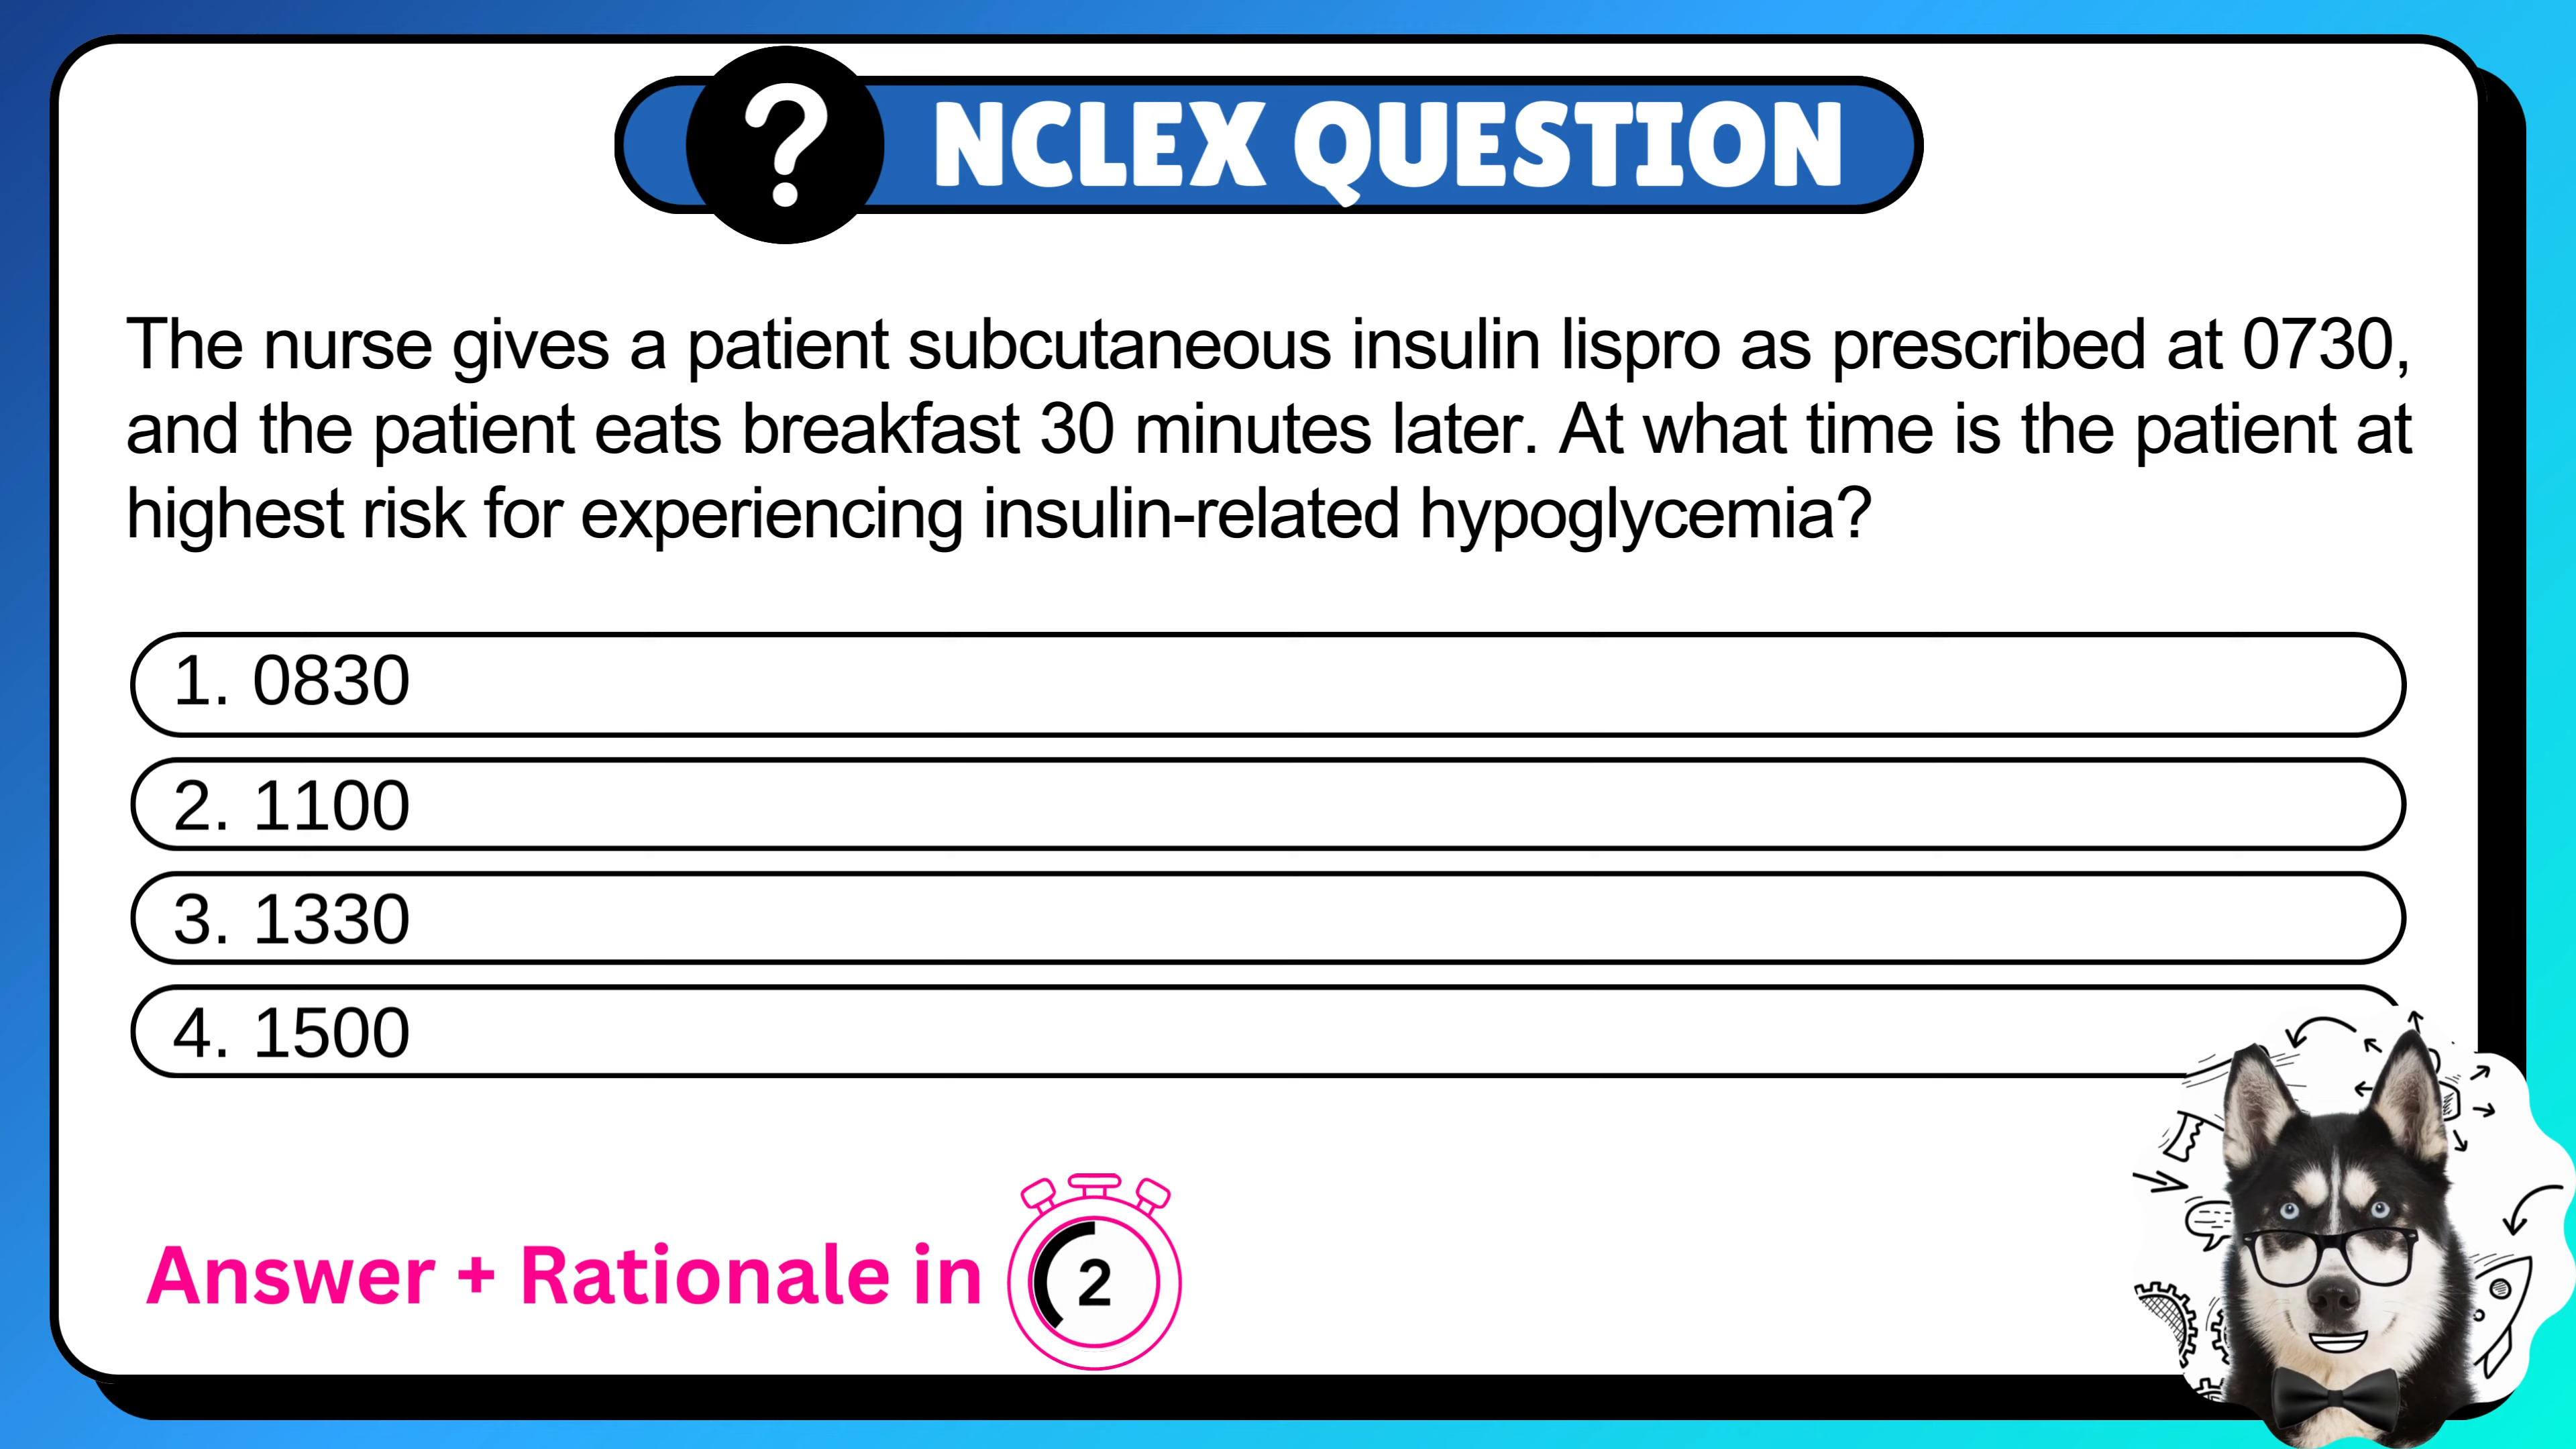 ?
NCLEX QUESTION
The nurse gives a patient subcutaneous insulin lispro as prescribed at 0730,
and the patient eats breakfast 30 minutes later. At what time is the patient at
highest risk for experiencing insulin-related hypoglycemia?
1. 0830
2. 1100
3. 1330
4. 1500
Answer + Rationale in
2